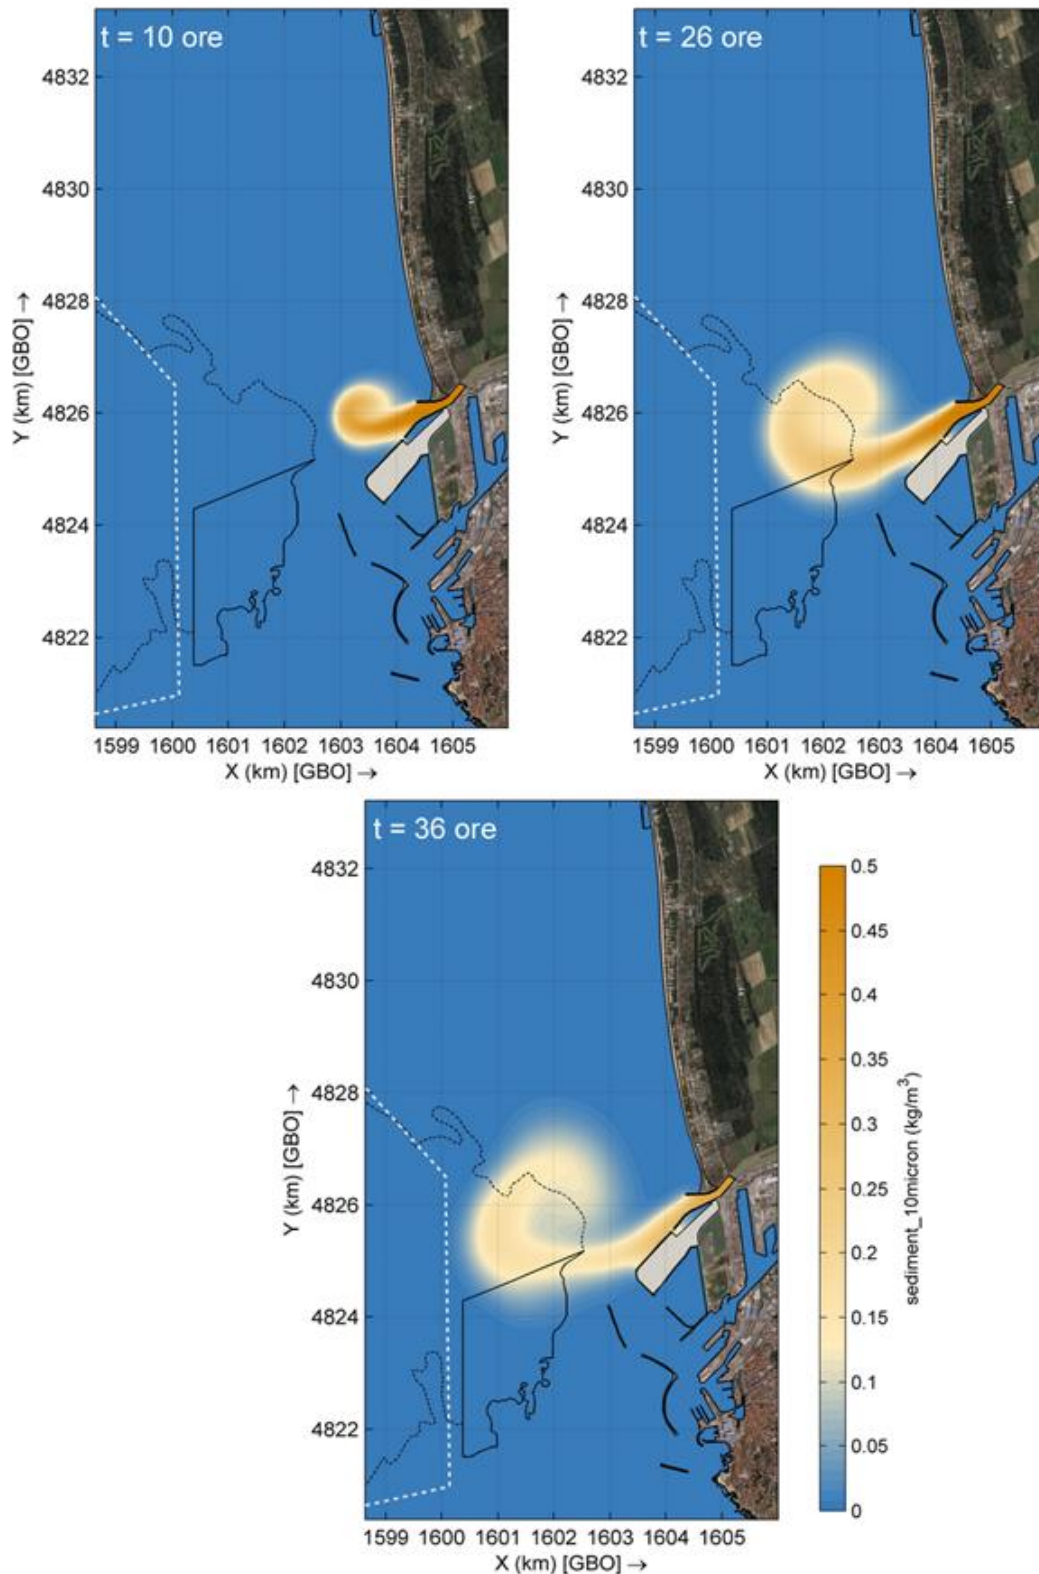 t = 10 ore
4832
4830
4828
4826
4824
4822
Y (km) [GBO] →
1599 1600 1601 1602 1603 1604 1605
X (km) [GBO] →
t = 26 ore
4832
4830
4828
4826
4824
4822
Y (km) [GBO] →
1599 1600 1601 1602 1603 1604 1605
X (km) [GBO] →
t = 36 ore
4832
4830
4828
4826
4824
4822
Y (km) [GBO] →
1599 1600 1601 1602 1603 1604 1605
X (km) [GBO] →
0.5
0.45
0.4
0.35
0.3
0.25
0.2
0.15
0.1
0.05
0
sediment_10micron (kg/m³)